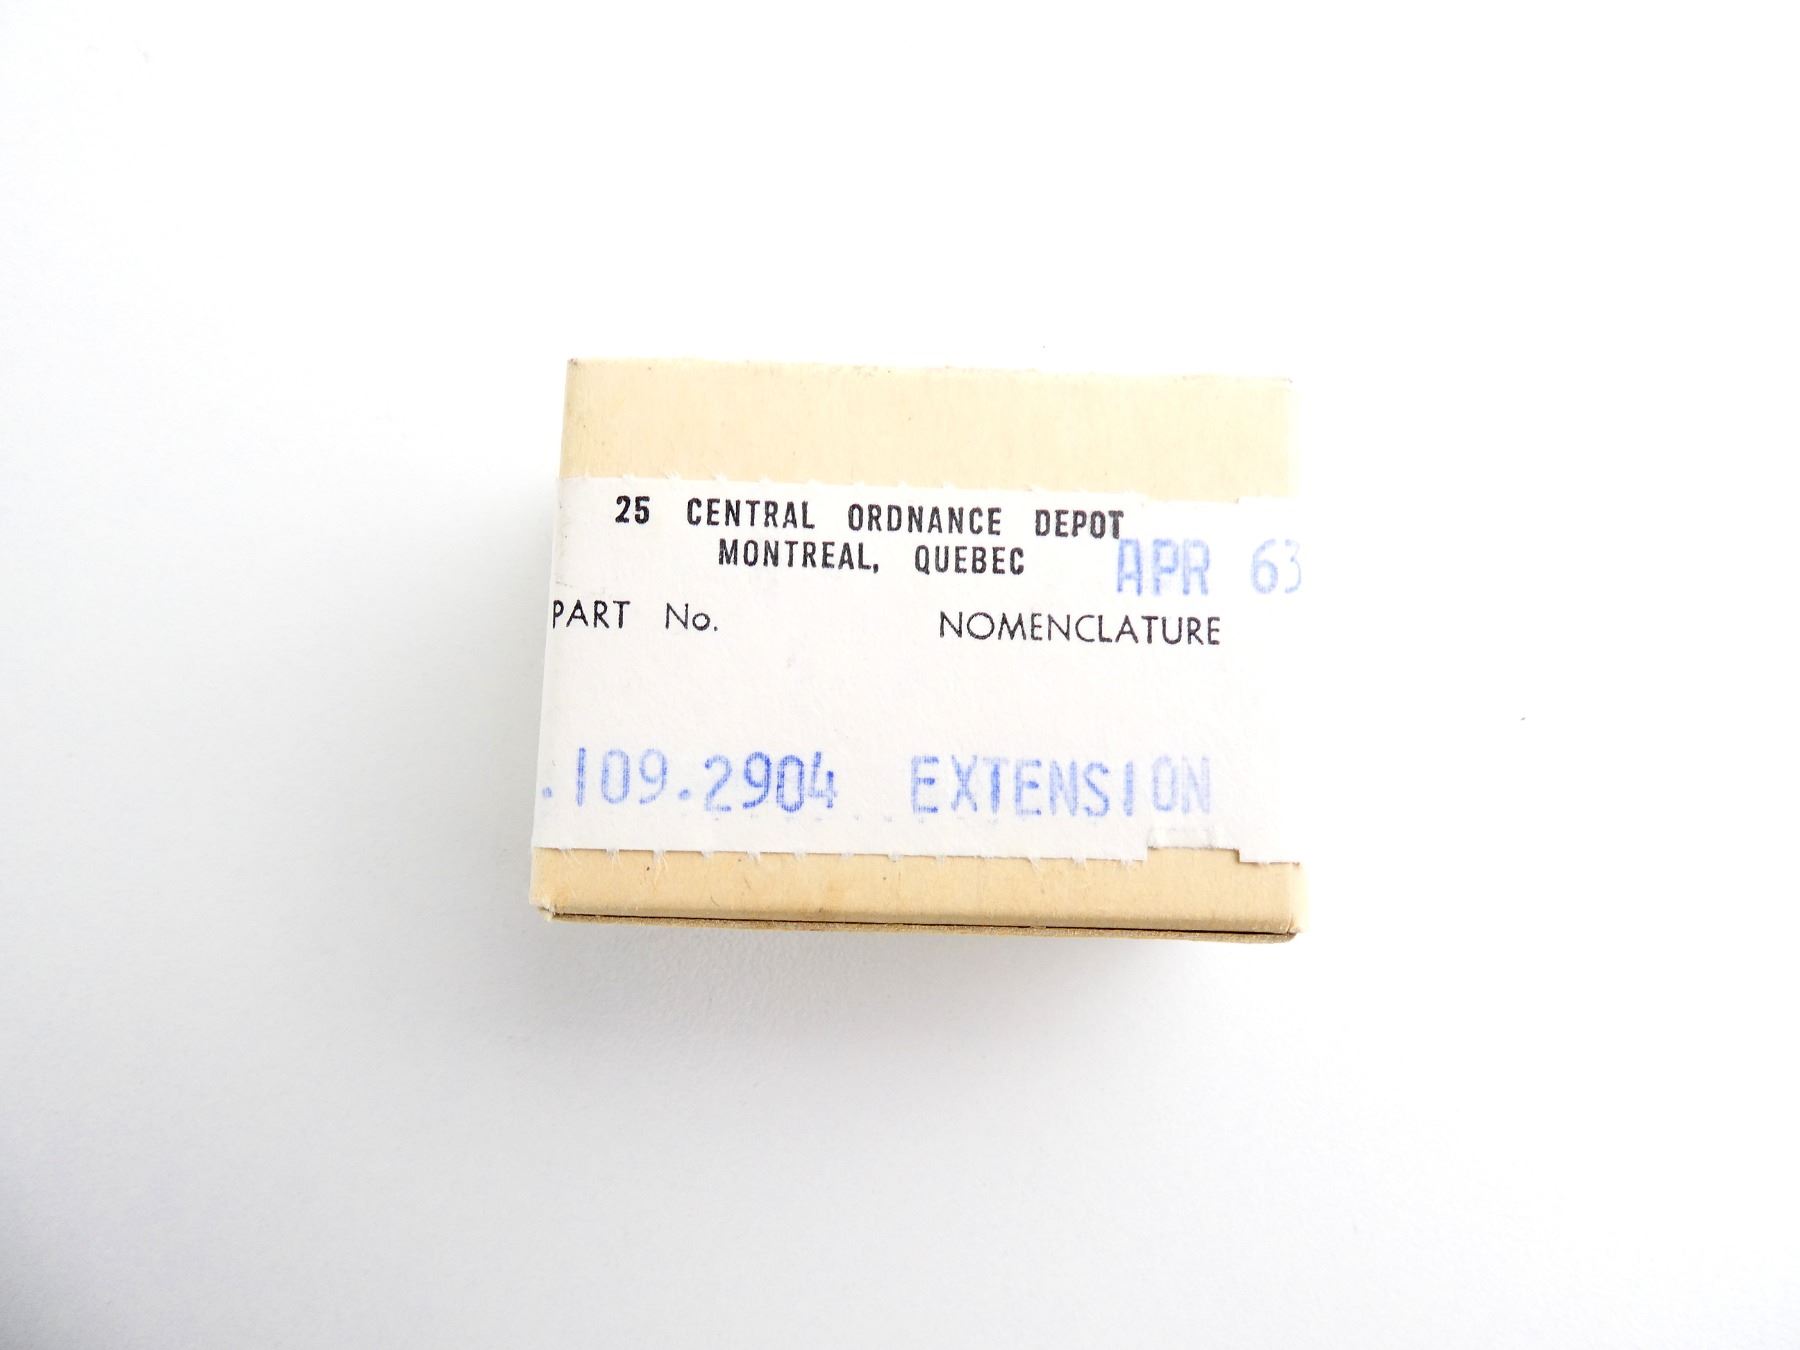 25 CENTRAL ORDNANCE DEPOT
MONTREAL, QUEBEC
APR 63
PART No. NOMENCLATURE
.109.2904 EXTENSION